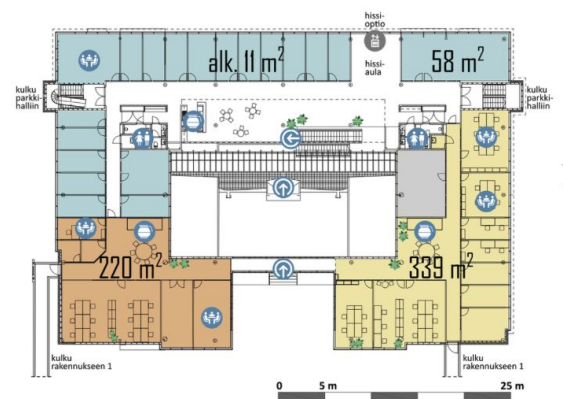 hissi-
optio
alk. 11 m²
hissi-
aula
58 m²
kulku
parkki-
halliin
kulku
parkki-
halliin
220 m²
339 m²
kulku
rakennukseen 1
kulku
rakennukseen 1
0 5 m 25 m